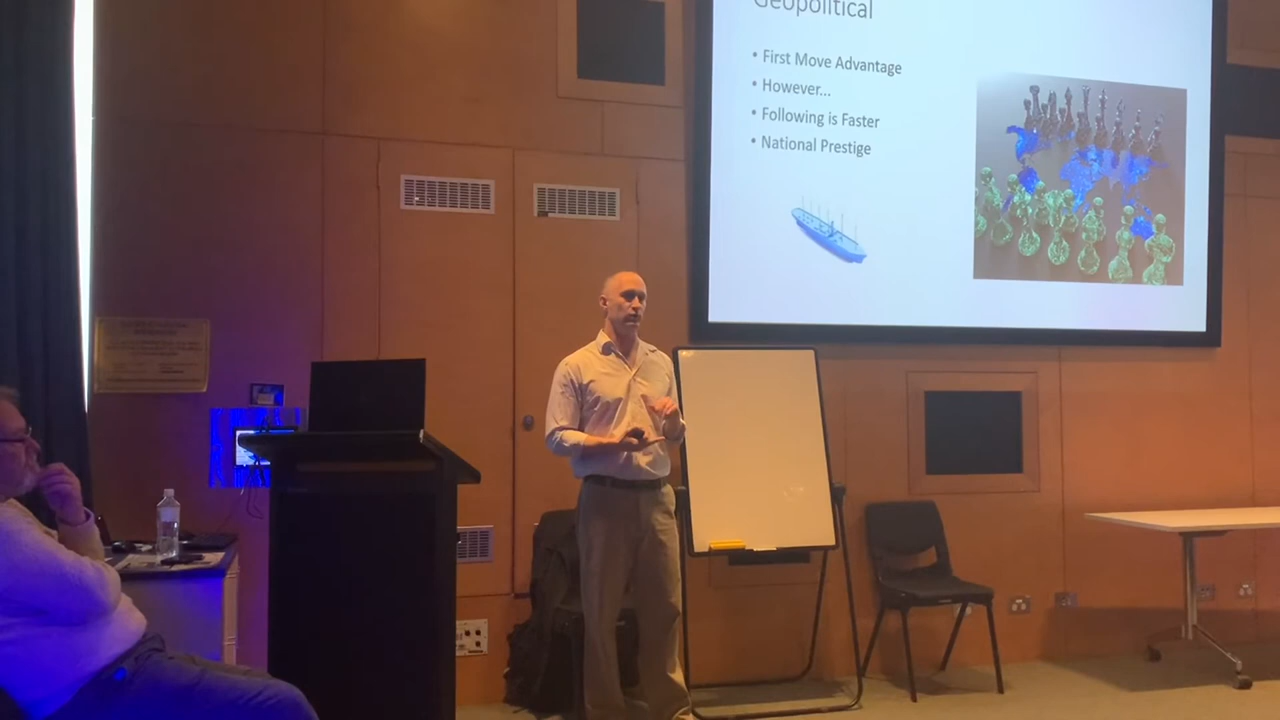 Geopolitical
• First Move Advantage
• However...
• Following is Faster
• National Prestige